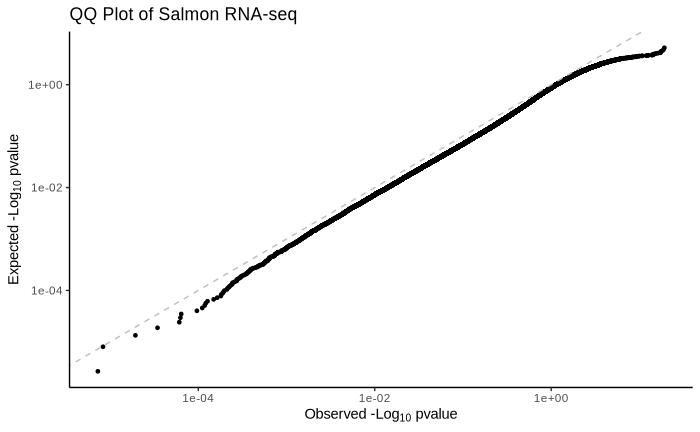 QQ Plot of Salmon RNA-seq
Expected -Log10 pvalue
1e+00
1e-02
1e-04
1e-04
1e-02
1e+00
Observed -Log10 pvalue